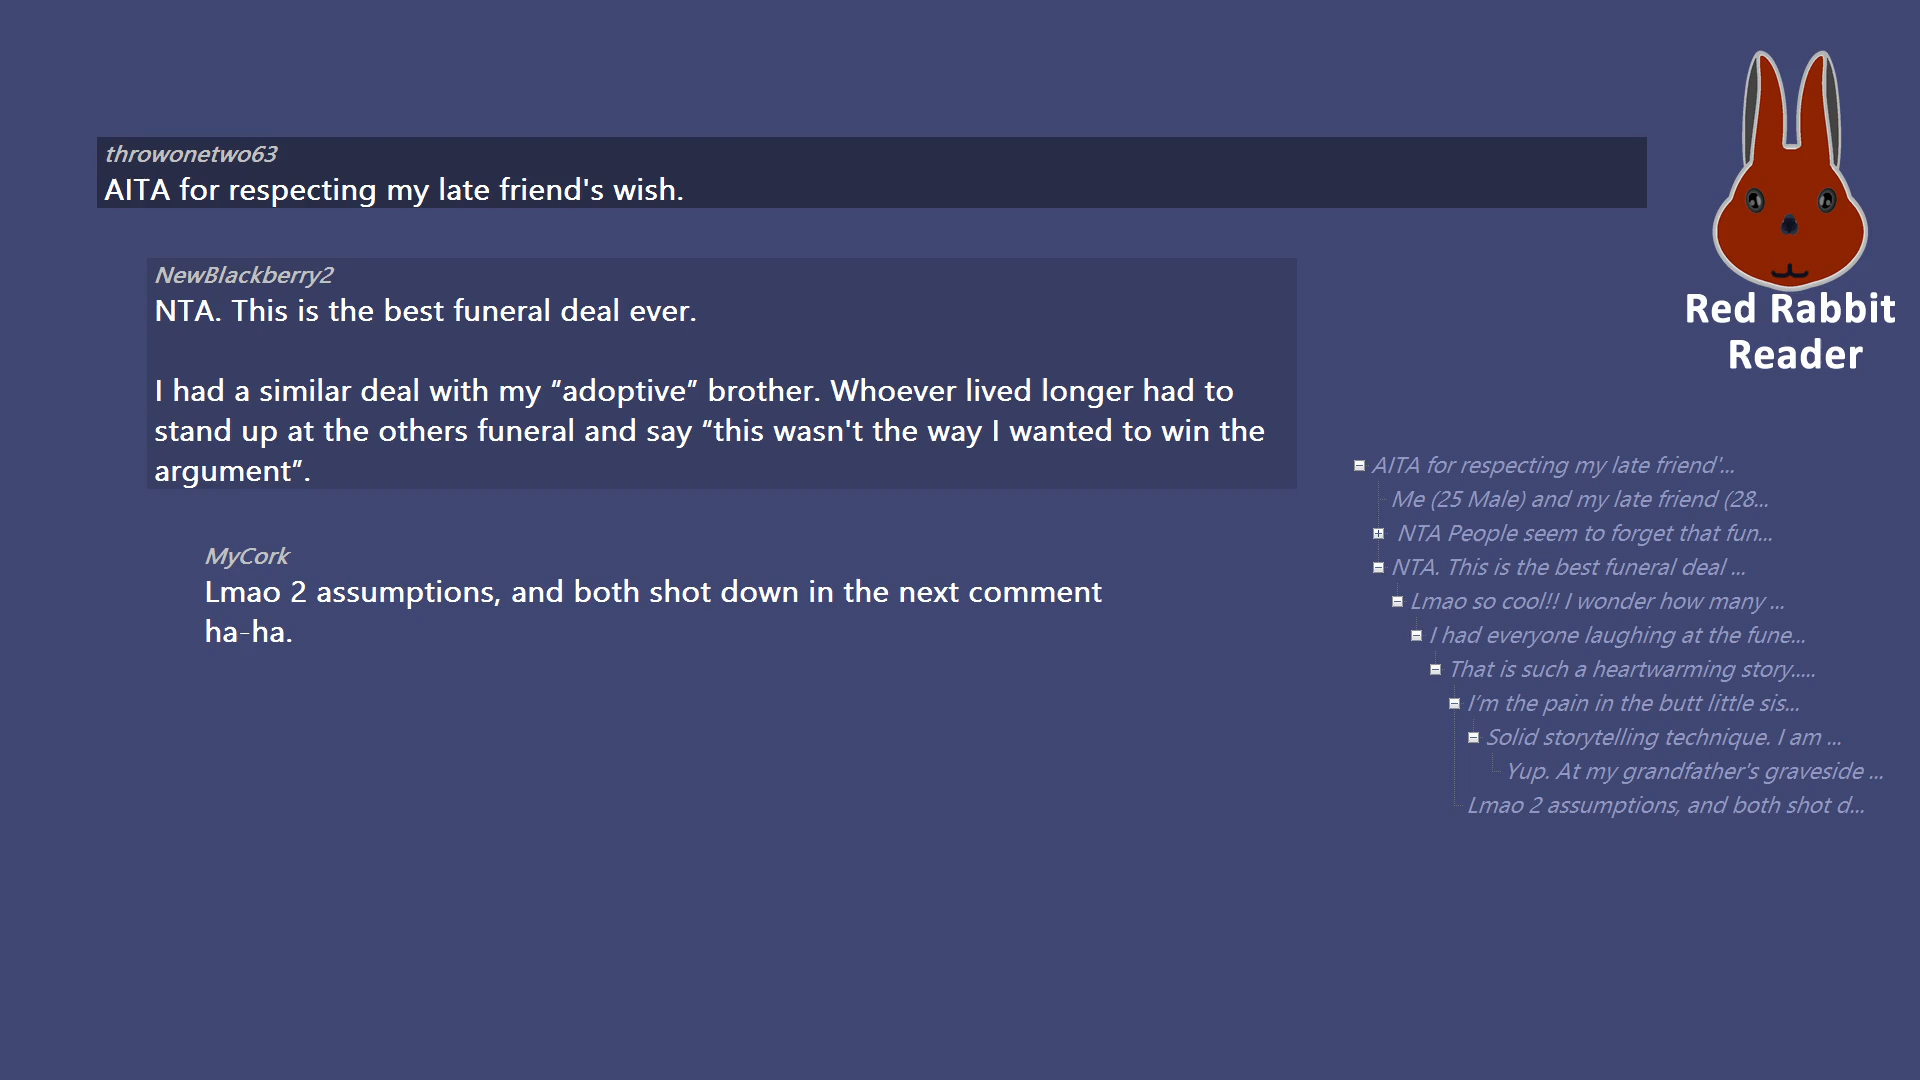 throwonetwo63
AITA for respecting my late friend's wish.
NewBlackberry2
NTA. This is the best funeral deal ever.
I had a similar deal with my “adoptive” brother. Whoever lived longer had to
stand up at the others funeral and say “this wasn't the way I wanted to win the
argument”.
MyCork
Lmao 2 assumptions, and both shot down in the next comment
ha-ha.
Red Rabbit
Reader
AITA for respecting my late friend'...
Me (25 Male) and my late friend (28...
NTA People seem to forget that fun...
NTA. This is the best funeral deal ...
Lmao so cool!! I wonder how many ...
I had everyone laughing at the fune...
That is such a heartwarming story.....
I’m the pain in the butt little sis...
Solid storytelling technique. I am ...
Yup. At my grandfather's graveside ...
Lmao 2 assumptions, and both shot d...